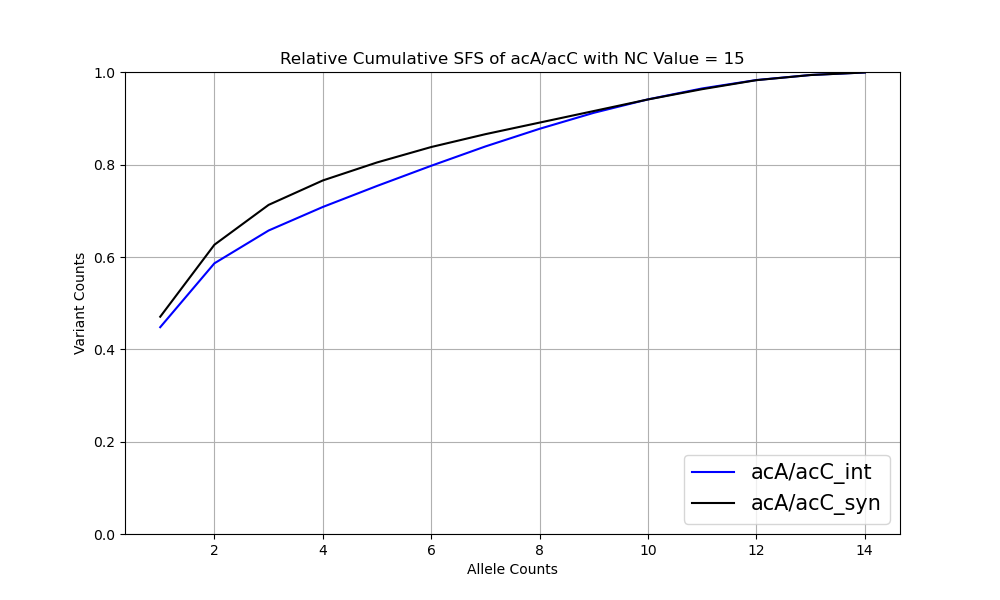 Relative Cumulative SFS of acA/acC with NC Value = 15
1.0
0.8
0.6
0.4
0.2
0.0
Variant Counts
acA/acC_int
acA/acC_syn
2 4 6 8 10 12 14
Allele Counts